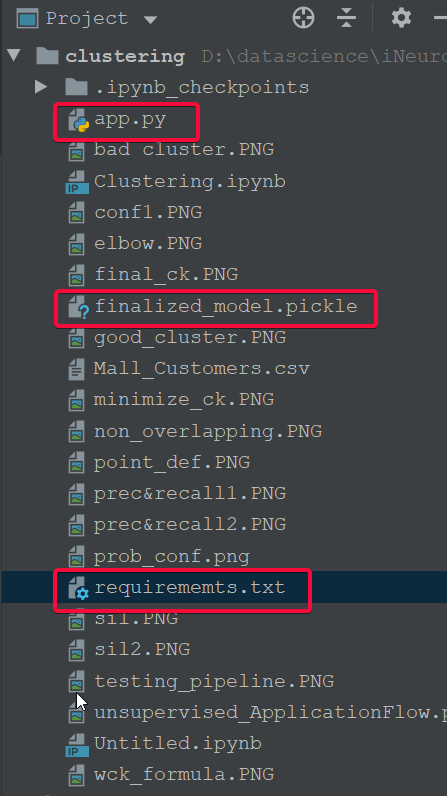 Project
clustering D:\datascience\iNeuro
.ipynb_checkpoints
app.py
bad cluster.PNG
IP Clustering.ipynb
conf1.PNG
elbow.PNG
final_ck.PNG
finalized_model.pickle
good_cluster.PNG
Mall_Customers.csv
minimize_ck.PNG
non_overlapping.PNG
point_def.PNG
prec&recall1.PNG
prec&recall2.PNG
prob_conf.png
requirememts.txt
sil.PNG
sil2.PNG
testing_pipeline.PNG
unsupervised_ApplicationFlow.p
IP Untitled.ipynb
wck_formula.PNG